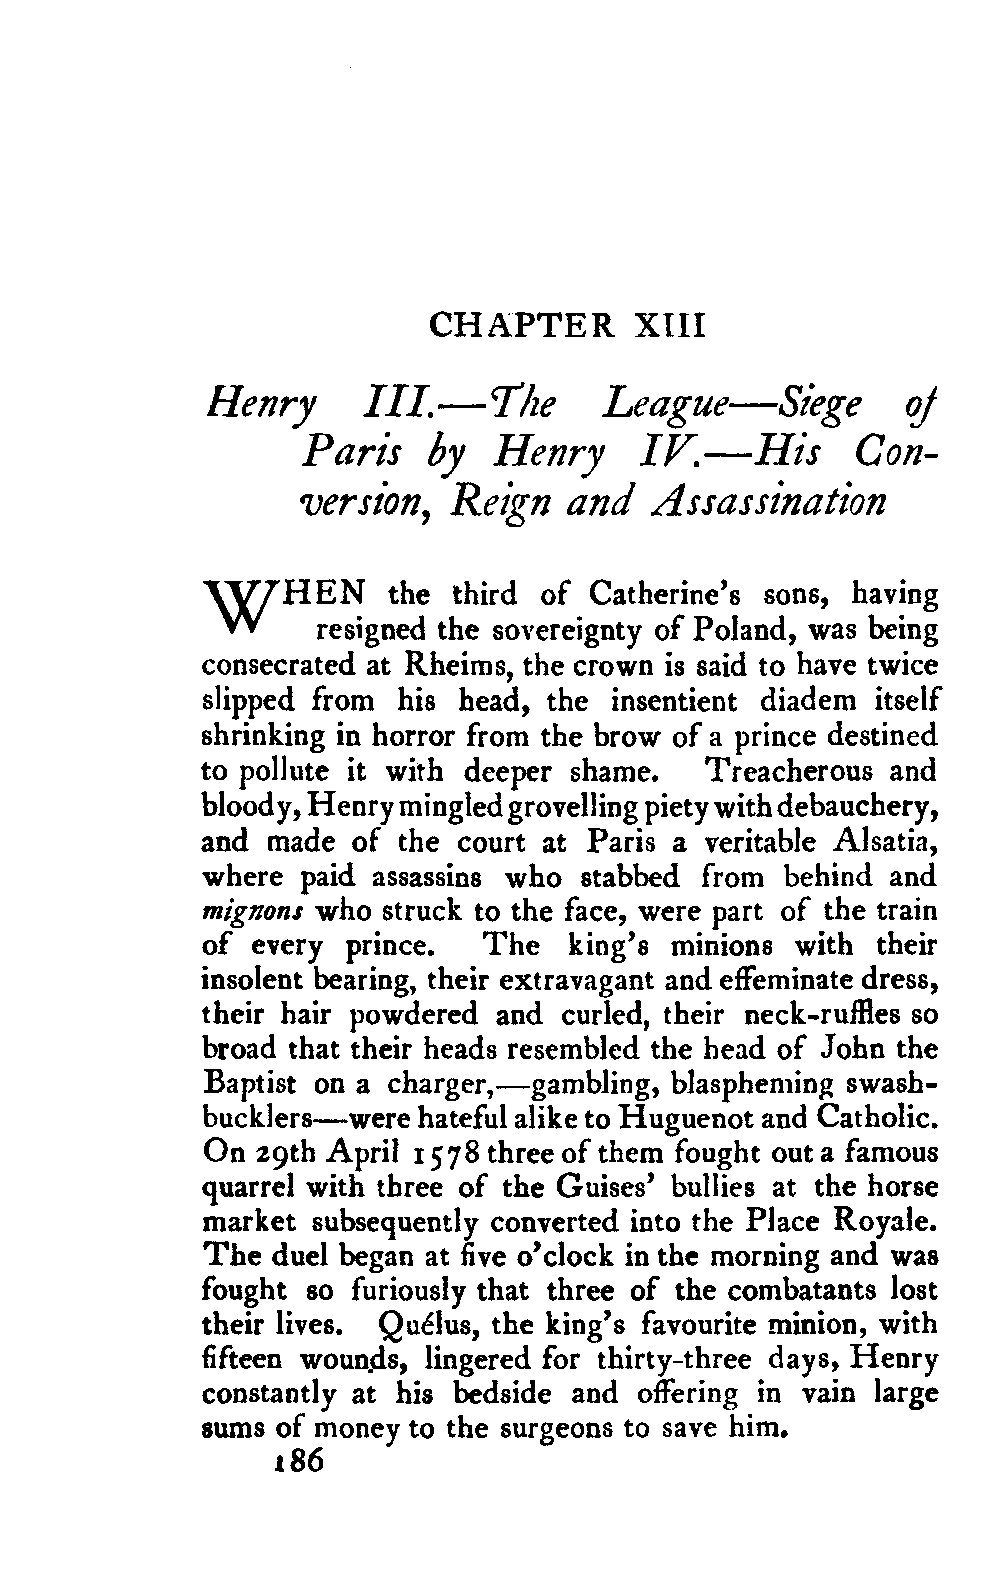 CHAPTER XIII
Henry III.—The League—Siege of
Paris by Henry IV.—His Con-
version, Reign and Assassination
WHEN the third of Catherine's sons, having
resigned the sovereignty of Poland, was being
consecrated at Rheims, the crown is said to have twice
slipped from his head, the insentient diadem itself
shrinking in horror from the brow of a prince destined
to pollute it with deeper shame. Treacherous and
bloody, Henry mingled grovelling piety with debauchery,
and made of the court at Paris a veritable Alsatia,
where paid assassins who stabbed from behind and
mignons who struck to the face, were part of the train
of every prince. The king's minions with their
insolent bearing, their extravagant and effeminate dress,
their hair powdered and curled, their neck-ruffles so
broad that their heads resembled the head of John the
Baptist on a charger,—gambling, blaspheming swash-
bucklers—were hateful alike to Huguenot and Catholic.
On 29th April 1578 three of them fought out a famous
quarrel with three of the Guises' bullies at the horse
market subsequently converted into the Place Royale.
The duel began at five o'clock in the morning and was
fought so furiously that three of the combatants lost
their lives. Quélus, the king's favourite minion, with
fifteen wounds, lingered for thirty-three days, Henry
constantly at his bedside and offering in vain large
sums of money to the surgeons to save him.
186